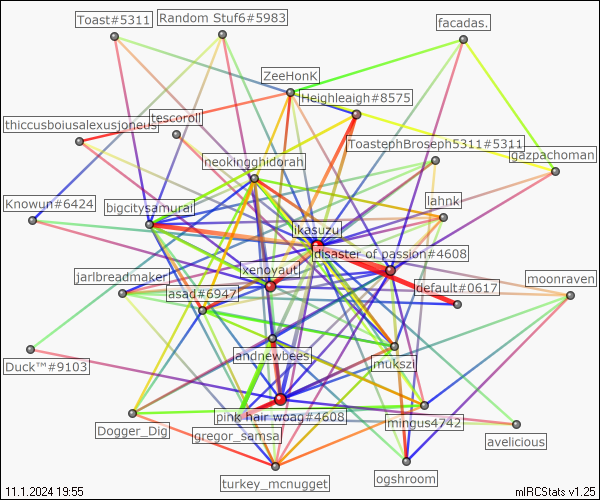 Toast#5311
Random Stuf6#5983
facadas.
ZeeHonK
Heighleaigh#8575
tescoroll
thiccusboiusalexusjoneus
ToastephBroseph5311#5311
gazpachoman
neokingghidorah
Knowun#6424
bigcitysamurai
lahnk
ikasuzu
disaster of passion#4608
xenoyaut
jarlbreadmaker
asad#6947
default#0617
moonraven
andnewbees
mukszi
Duck™#9103
pink hair woag#4608
mingus4742
Dogger_Dig
gregor_samsa
avelicious
turkey_mcnugget
ogshroom
11.1.2024 19:55
mIRCStats v1.25